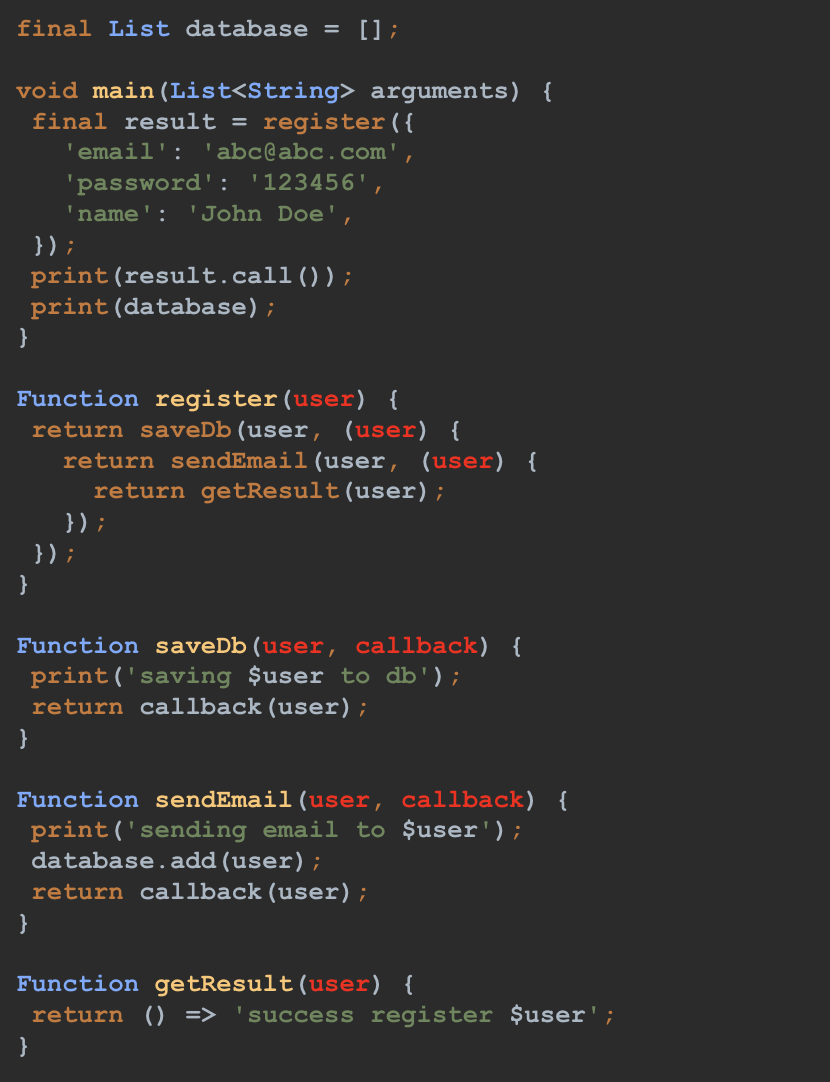 final List database = [];
void main(List<String> arguments) {
final result = register({
'email': 'abc@abc.com',
'password': '123456',
'name': 'John Doe',
});
print(result.call());
print(database);
}
Function register(user) {
return saveDb(user, (user) {
return sendEmail(user, (user) {
return getResult(user);
});
});
}
Function saveDb(user, callback) {
print('saving $user to db');
return callback(user);
}
Function sendEmail(user, callback) {
print('sending email to $user');
database.add(user);
return callback(user);
}
Function getResult(user) {
return () => 'success register $user';
}